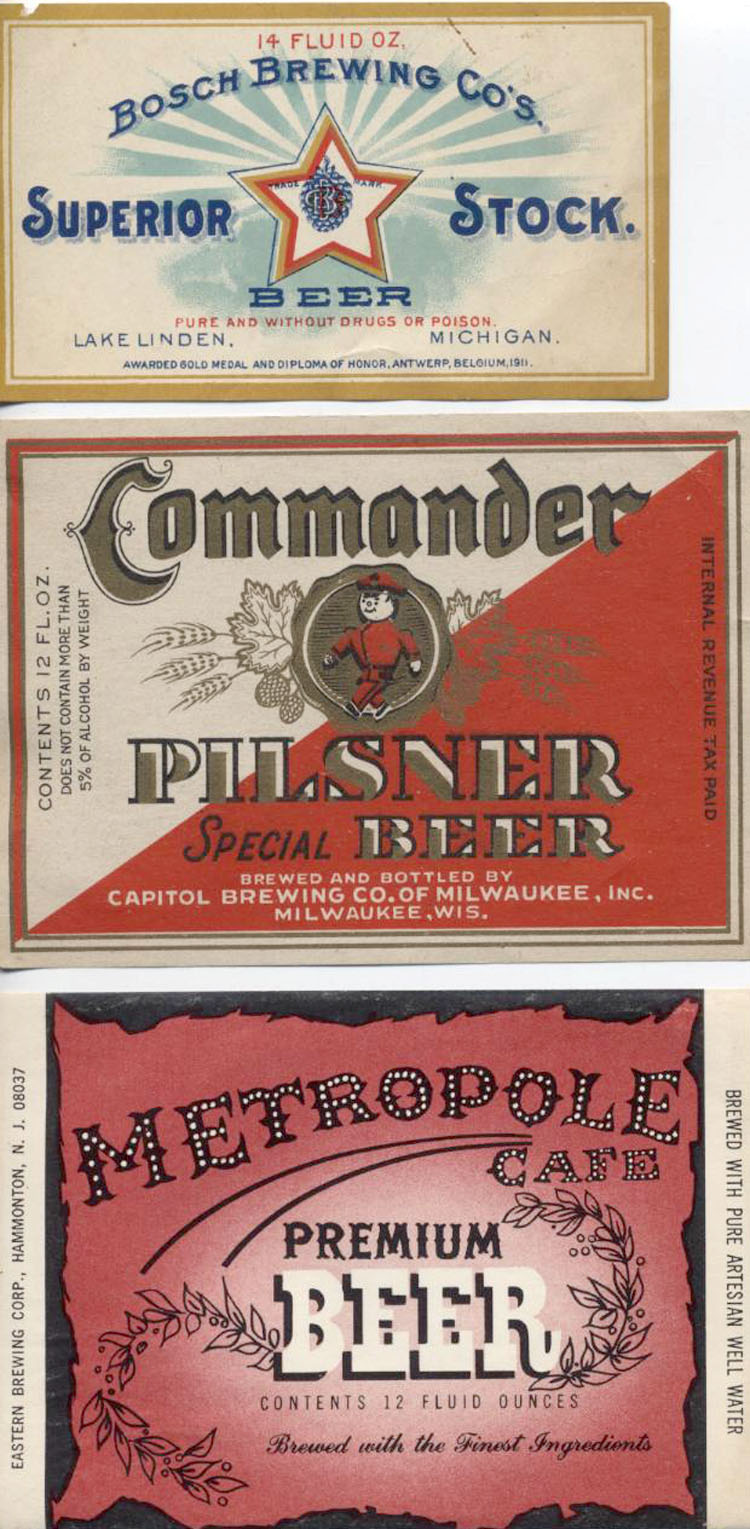 14 FLUID OZ.
BOSCH BREWING CO'S.
TRADE MARK
SUPERIOR STOCK.
BEER
PURE AND WITHOUT DRUGS OR POISON.
LAKE LINDEN, MICHIGAN.
AWARDED GOLD MEDAL AND DIPLOMA OF HONOR, ANTWERP, BELGIUM, 1911.
Commander
CONTENTS 12 FL. OZ.
DOES NOT CONTAIN MORE THAN
5% OF ALCOHOL BY WEIGHT
INTERNAL REVENUE TAX PAID
PILSNER
SPECIAL BEER
BREWED AND BOTTLED BY
CAPITOL BREWING CO. OF MILWAUKEE, INC.
MILWAUKEE, WIS.
EASTERN BREWING CORP., HAMMONTON, N. J. 08037
METROPOLE
CAFE
PREMIUM
BEER
CONTENTS 12 FLUID OUNCES
Brewed with the Finest Ingredients
BREWED WITH PURE ARTESIAN WELL WATER